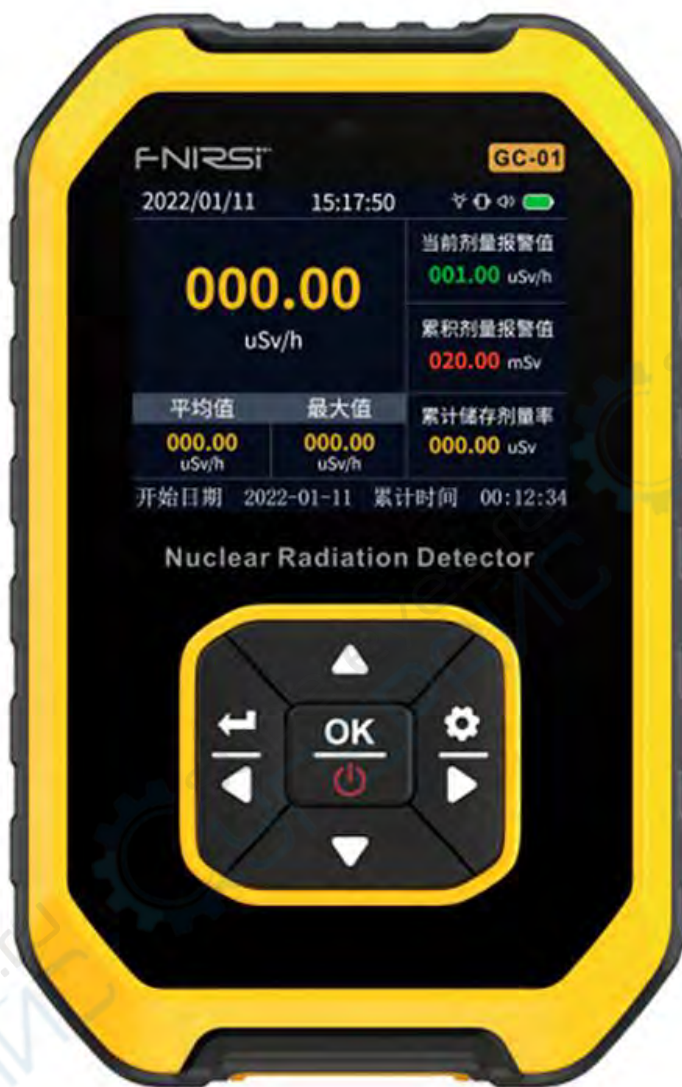 FNIRSI GC-01
2022/01/11 15:17:50
000.00
uSv/h
当前剂量报警值
001.00 uSv/h
累积剂量报警值
020.00 mSv
平均值 最大值
000.00 000.00
uSv/h uSv/h
累计储存剂量率
000.00 uSv
开始日期 2022-01-11 累计时间 00:12:34
Nuclear Radiation Detector
OK